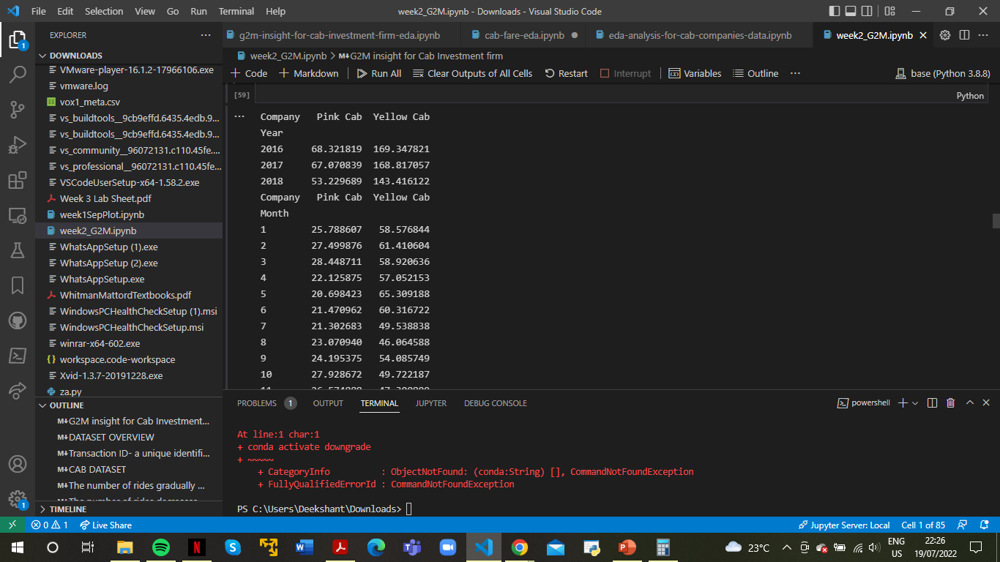 File Edit Selection View Go Run Terminal Help
week2_G2M.ipynb - Downloads - Visual Studio Code
EXPLORER
g2m-insight-for-cab-investment-firm-eda.ipynb
cab-fare-eda.ipynb
eda-analysis-for-cab-companies-data.ipynb
week2_G2M.ipynb
DOWNLOADS
VMware-player-16.1.2-17966106.exe
vmware.log
vox1_meta.csv
vs_buildtools__9cb9effd.6435.4edb.9...
vs_buildtools__9cb9effd.6435.4edb.9...
vs_community__96072131.c110.45fe....
vs_professional__96072131.c110.45fe...
VSCodeUserSetup-x64-1.58.2.exe
Week 3 Lab Sheet.pdf
week1SepPlot.ipynb
week2_G2M.ipynb
WhatsAppSetup (1).exe
WhatsAppSetup (2).exe
WhatsAppSetup.exe
WhitmanMattordTextbooks.pdf
WindowsPCHealthCheckSetup (1).msi
WindowsPCHealthCheckSetup.msi
winrar-x64-602.exe
workspace.code-workspace
Xvid-1.3.7-20191228.exe
za.py
OUTLINE
G2M insight for Cab Investment...
DATASET OVERVIEW
Transaction ID- a unique identifi...
CAB DATASET
The number of rides gradually ...
TIMELINE
week2_G2M.ipynb > M↓G2M insight for Cab Investment firm
+ Code + Markdown Run All Clear Outputs of All Cells Restart Interrupt Variables Outline ...
base (Python 3.8.8)
[59]
Python
Company Pink Cab Yellow Cab
Year
2016 68.321819 169.347821
2017 67.070839 168.817057
2018 53.229689 143.416122
Company Pink Cab Yellow Cab
Month
1 25.788607 58.576844
2 27.499876 61.410604
3 28.448711 58.920636
4 22.125875 57.052153
5 20.698423 65.309188
6 21.470962 60.316722
7 21.302683 49.538838
8 23.070940 46.064588
9 24.195375 54.085749
10 27.928672 49.722187
PROBLEMS 1 OUTPUT TERMINAL JUPYTER DEBUG CONSOLE
powershell
At line:1 char:1
+ conda activate downgrade
+ ~~~~~
+ CategoryInfo : ObjectNotFound: (conda:String) [], CommandNotFoundException
+ FullyQualifiedErrorId : CommandNotFoundException
PS C:\Users\Deekshant\Downloads>
0 1 Live Share
Jupyter Server: Local Cell 1 of 85
23°C
ENG
US
22:26
19/07/2022